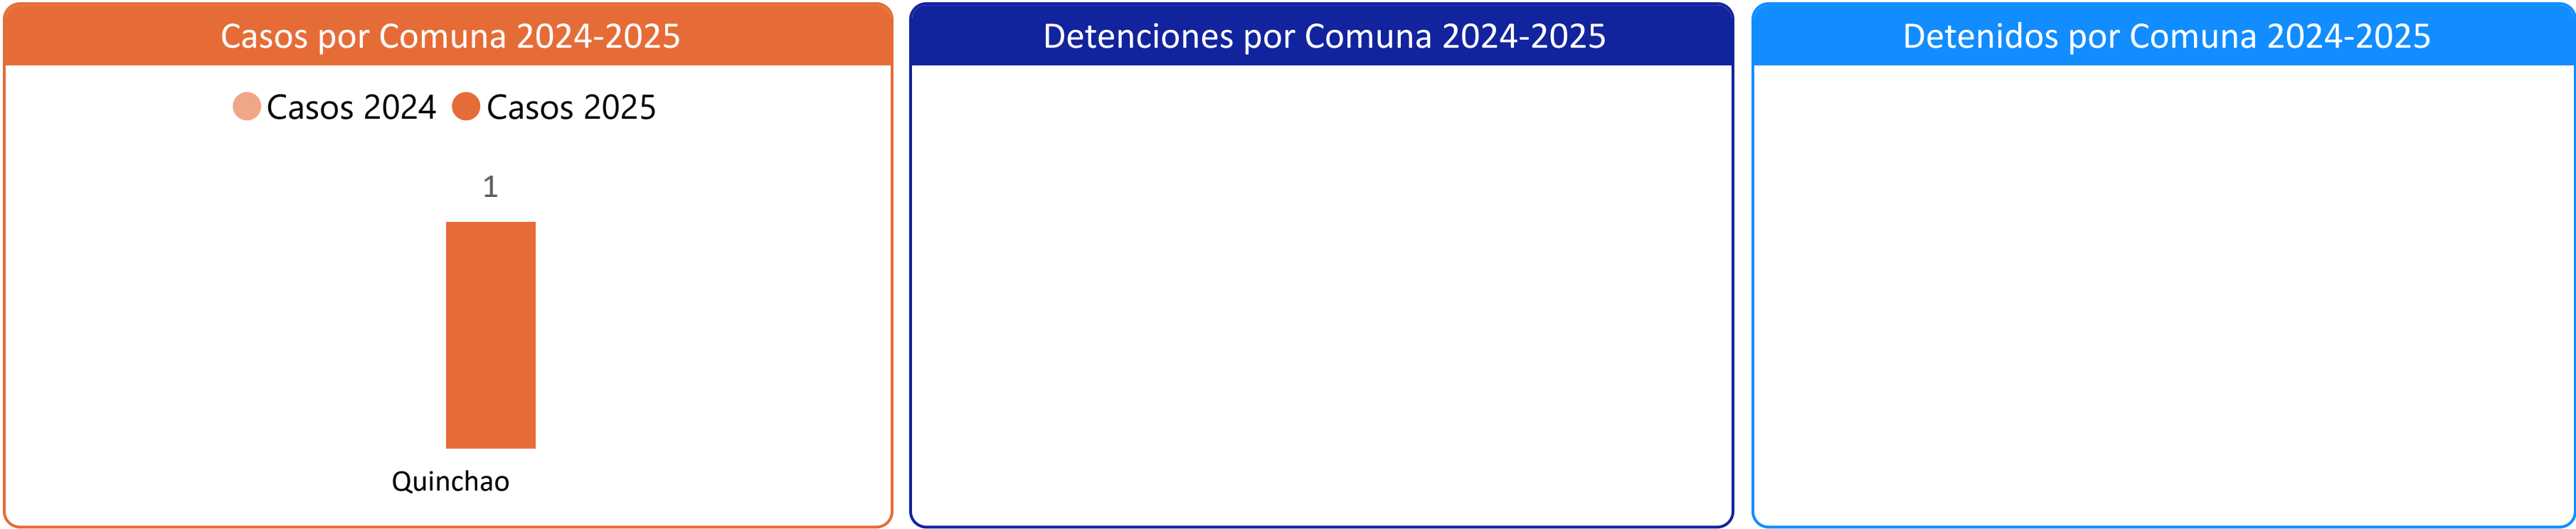 Casos por Comuna 2024-2025
Casos 2024 Casos 2025
1
Quinchao
Detenciones por Comuna 2024-2025
Detenidos por Comuna 2024-2025